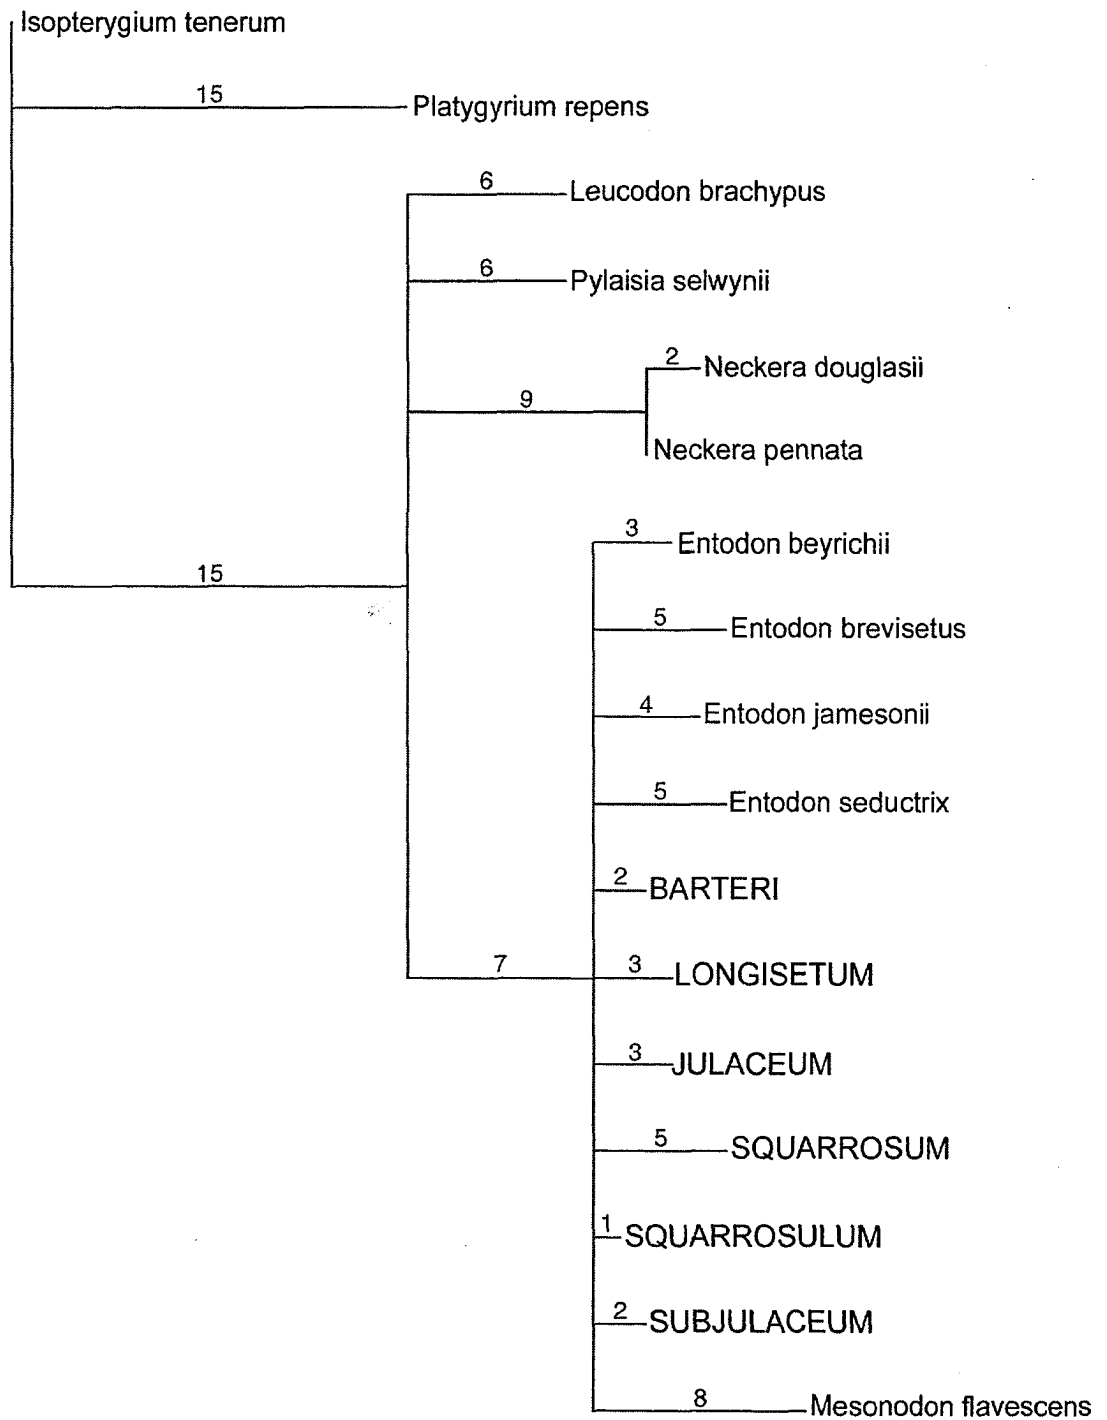 Isopterygium tenerum
15
Platygyrium repens
6
Leucodon brachypus
6
Pylaisia selwynii
2
Neckera douglasii
9
Neckera pennata
3
Entodon beyrichii
15
5
Entodon brevisetus
4
Entodon jamesonii
5
Entodon seductrix
2
BARTERI
7
3
LONGISETUM
3
JULACEUM
5
SQUARROSUM
1
SQUARROSULUM
2
SUBJULACEUM
8
Mesonodon flavescens